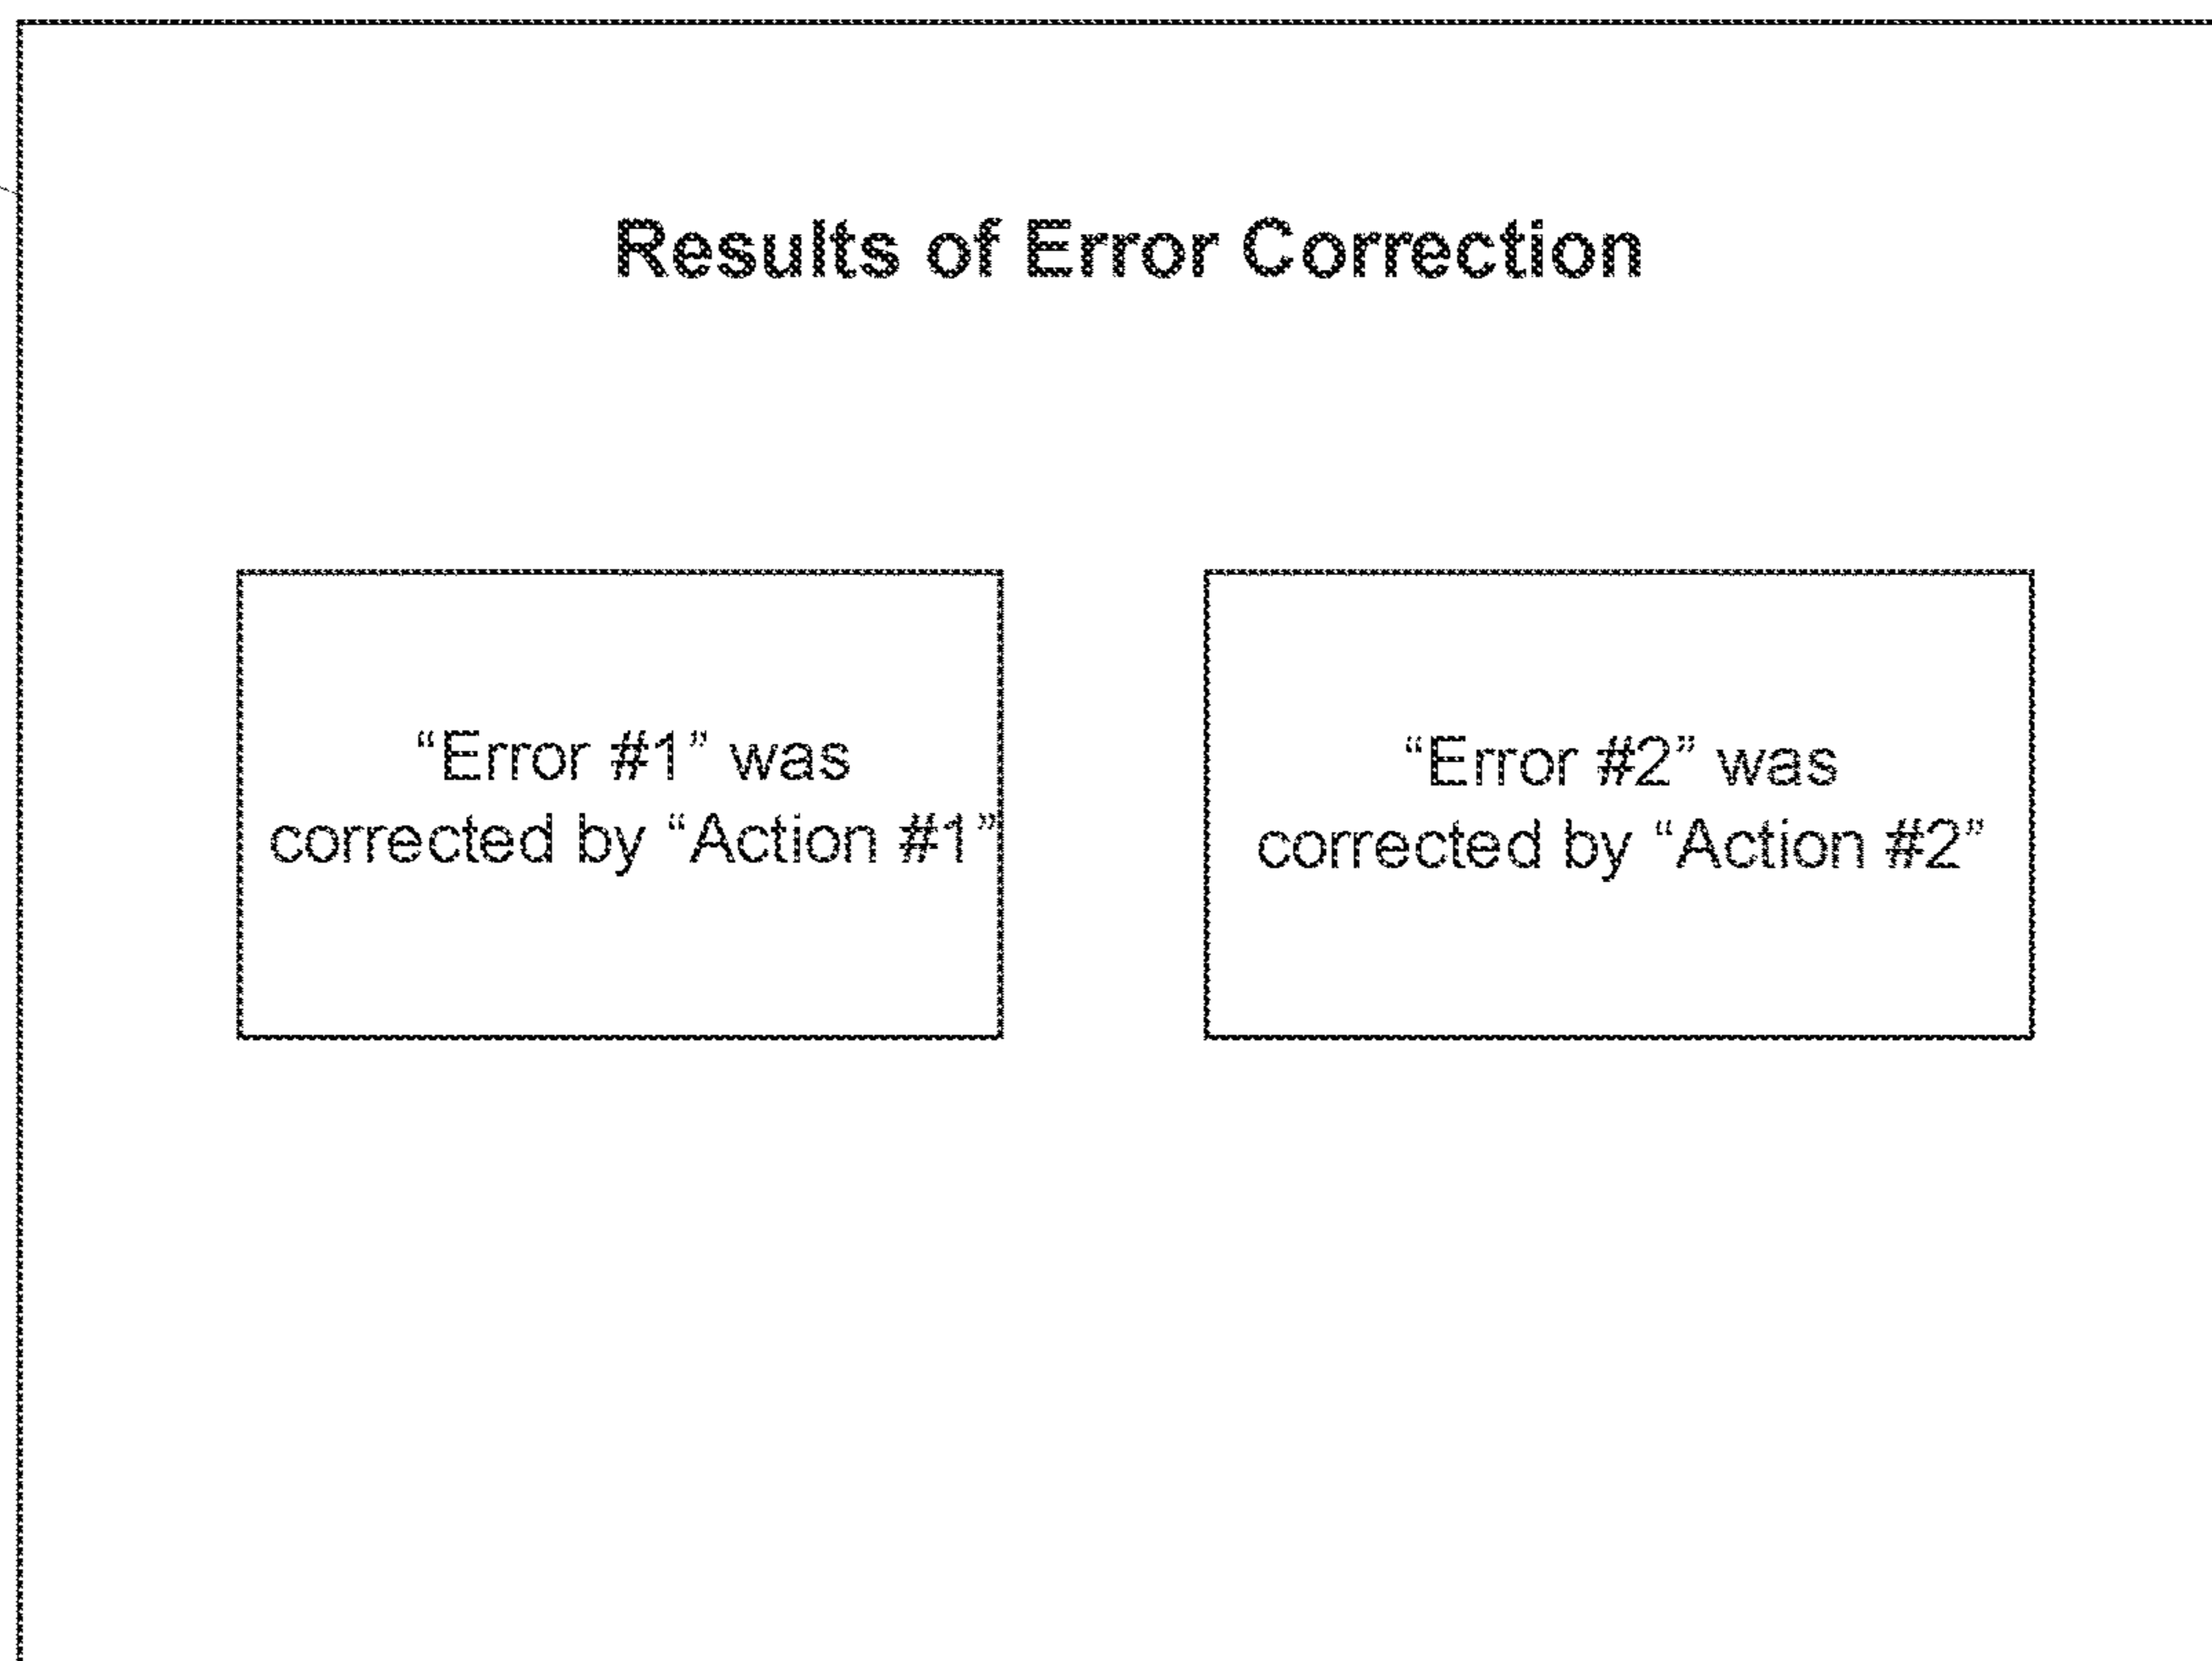 Results of Error Correction
“Error #1” was
corrected by “Action #1”
“Error #2” was
corrected by “Action #2”